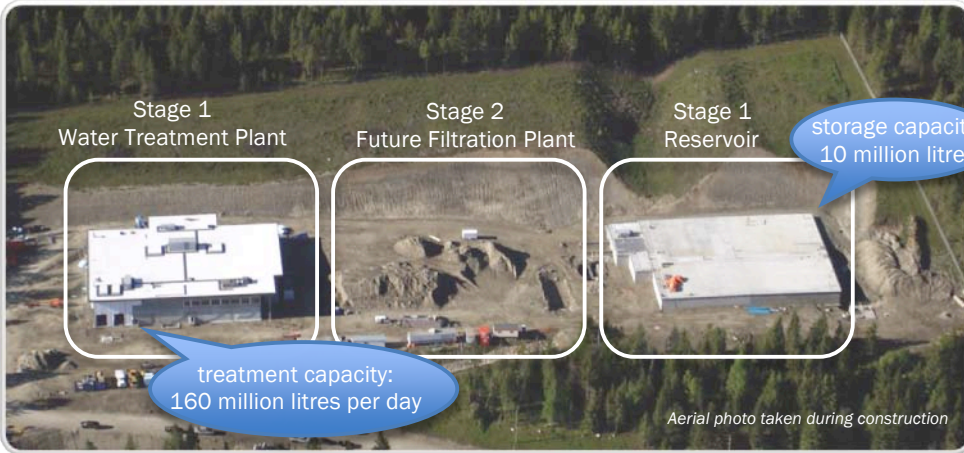 Stage 1
Water Treatment Plant
Stage 2
Future Filtration Plant
Stage 1
Reservoir
storage capacit
10 million litre
treatment capacity:
160 million litres per day
Aerial photo taken during construction